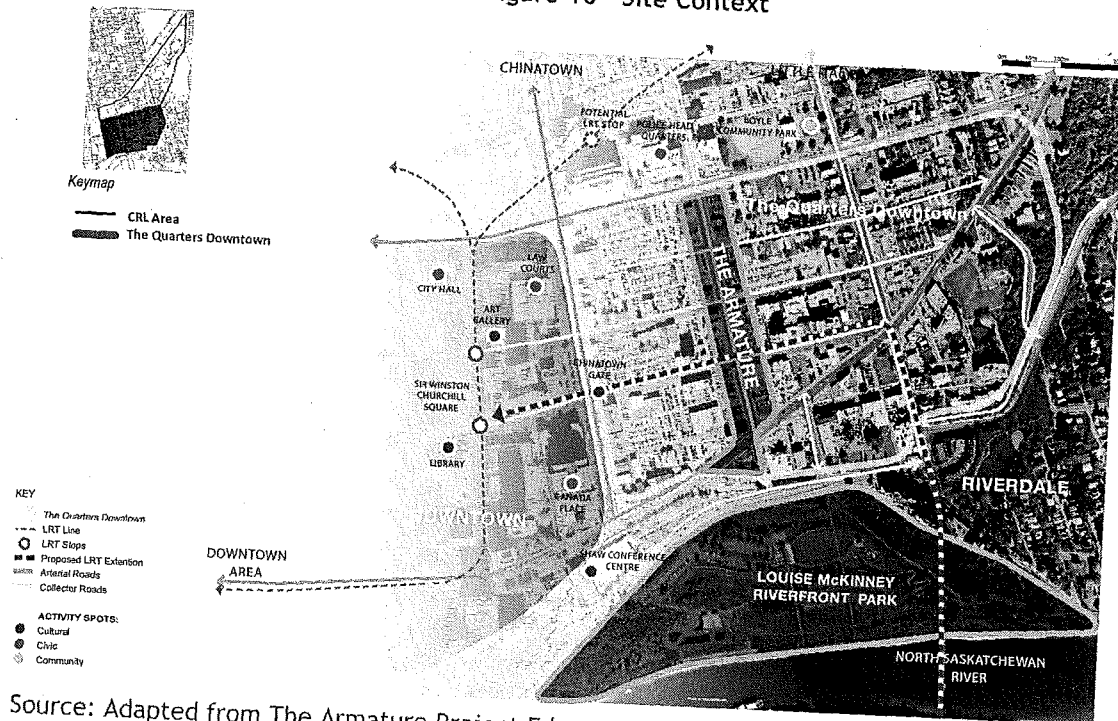 Site Context
CHINATOWN
POTENTIAL
LRT STOP
POLICE HEAD
QUARTERS
BOYLE
COMMUNITY PARK
Keymap
CRL Area
The Quarters Downtown
The Quarters Downtown
THE ARMATURE
CITY HALL
LAW
COURTS
ART
GALLERY
CHINATOWN
GATE
SIR WINSTON
CHURCHILL
SQUARE
LIBRARY
CANADA
PLACE
DOWNTOWN
RIVERDALE
KEY
The Quarters Downtown
LRT Line
LRT Stops
Proposed LRT Extention
Arterial Roads
Collector Roads
ACTIVITY SPOTS:
Cultural
Civic
Community
DOWNTOWN
AREA
SHAW CONFERENCE
CENTRE
LOUISE McKINNEY
RIVERFRONT PARK
NORTH SASKATCHEWAN
RIVER
Source: Adapted from The Armature Project